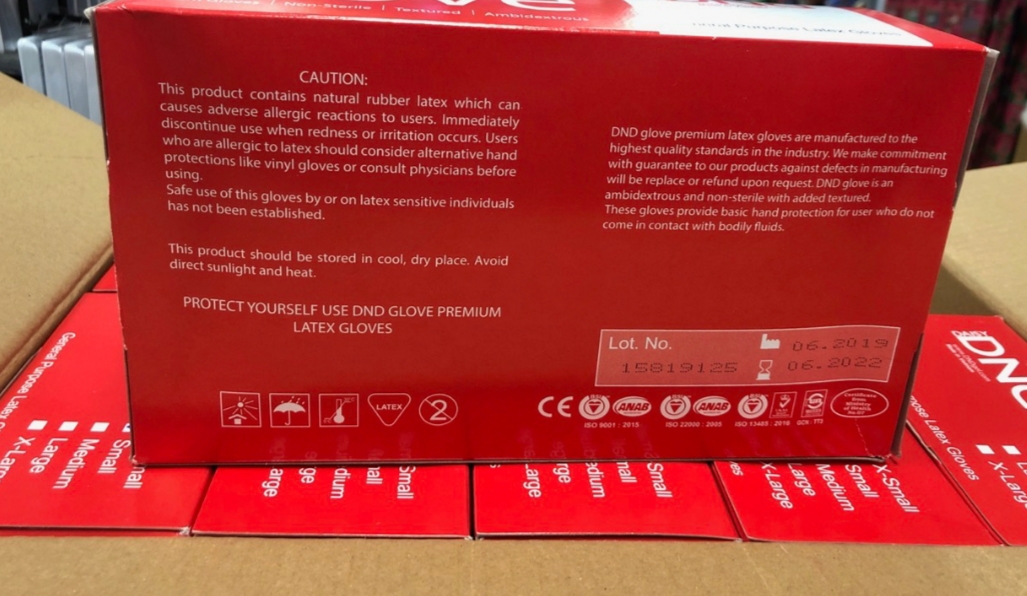 Non-Sterile | Textured | Ambidextrous
CAUTION:
This product contains natural rubber latex which can
causes adverse allergic reactions to users. Immediately
discontinue use when redness or irritation occurs. Users
who are allergic to latex should consider alternative hand
protections like vinyl gloves or consult physicians before
using.
Safe use of this gloves by or on latex sensitive individuals
has not been established.
This product should be stored in cool, dry place. Avoid
direct sunlight and heat.
PROTECT YOURSELF USE DND GLOVE PREMIUM
LATEX GLOVES
DND glove premium latex gloves are manufactured to the
highest quality standards in the industry. We make commitment
with guarantee to our products against defects in manufacturing
will be replace or refund upon request. DND glove is an
ambidextrous and non-sterile with added textured.
These gloves provide basic hand protection for user who do not
come in contact with bodily fluids.
Lot. No.
15819125
06.2019
06.2022
LATEX
2
CE
ANAB
ANAB
ISO 9001 : 2015
ISO 22000 : 2005
ISO 13485 : 2016
General Purpose Latex
Small
Medium
Large
X-Large
Small
Medium
Large
X-Small
Small
Medium
Large
X-Large
DND
Latex Gloves
X-Large